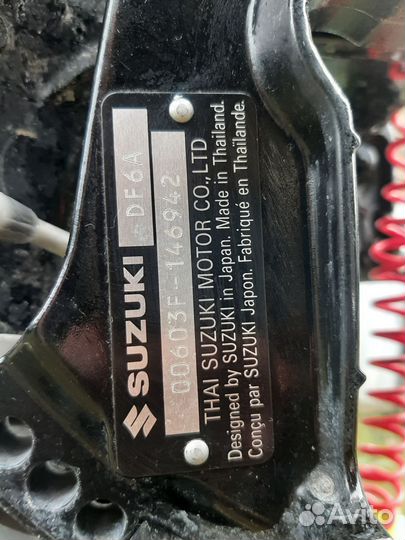 SUZUKI DF6A
00603F-146942
THAI SUZUKI MOTOR CO.,LTD
Designed by SUZUKI in Japan. Made in Thailand.
Conçu par SUZUKI Japon. Fabriqué en Thaïlande.
Avito